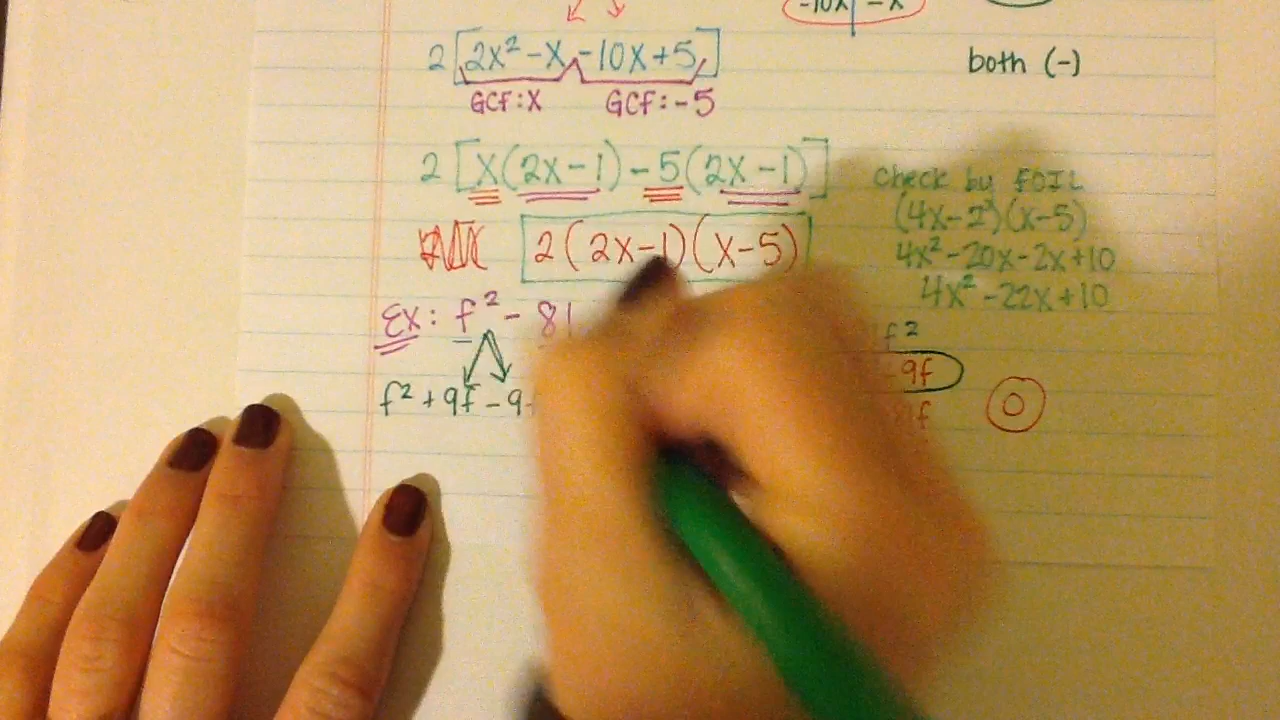 -10x | -x
2[2x² - x - 10x + 5]
both (-)
GCF: x GCF: -5
2[x(2x-1) - 5(2x-1)]
check by FOIL
(4x-2)(x-5)
2(2x-1)(x-5)
4x²-20x-2x+10
4x²-22x+10
Ex: f² - 81
f²
-9f
f² + 9f - 9
0